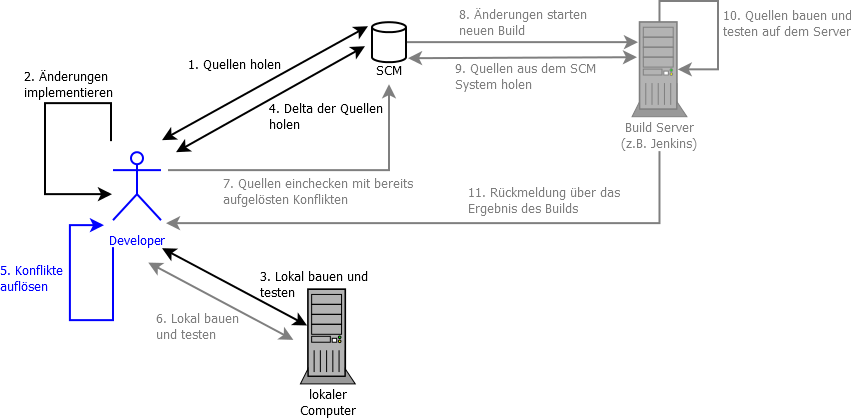 8. Änderungen starten
neuen Build
10. Quellen bauen und
testen auf dem Server
1. Quellen holen
SCM
9. Quellen aus dem SCM
System holen
2. Änderungen
implementieren
4. Delta der Quellen
holen
Build Server
(z.B. Jenkins)
7. Quellen einchecken mit bereits
aufgelösten Konflikten
11. Rückmeldung über das
Ergebnis des Builds
Developer
5. Konflikte
auflösen
3. Lokal bauen und
testen
6. Lokal bauen
und testen
lokaler
Computer